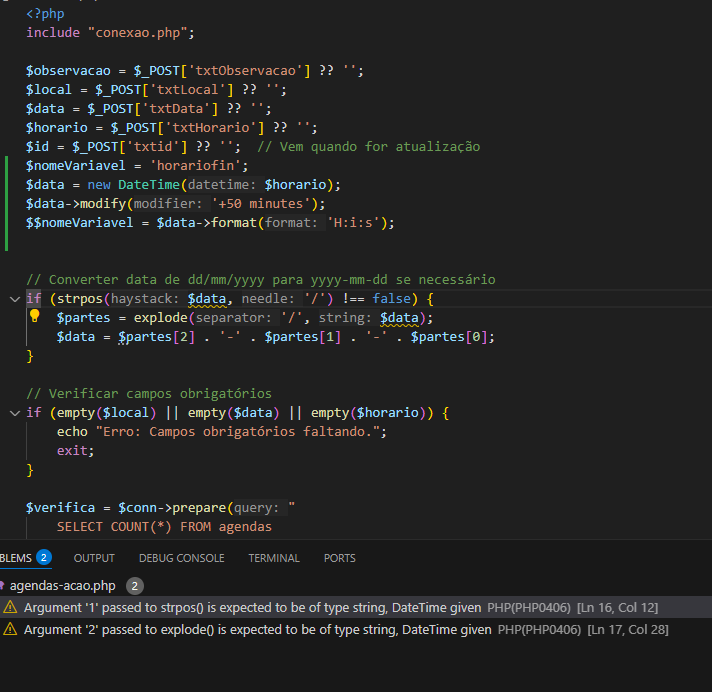 <?php
include "conexao.php";
$observacao = $_POST['txtObservacao'] ?? '';
$local = $_POST['txtLocal'] ?? '';
$data = $_POST['txtData'] ?? '';
$horario = $_POST['txtHorario'] ?? '';
$id = $_POST['txtid'] ?? '';  // Vem quando for atualização
$nomeVariavel = 'horariofin';
$data = new DateTime(datetime: $horario);
$data->modify(modifier: '+50 minutes');
$$nomeVariavel = $data->format(format: 'H:i:s');
// Converter data de dd/mm/yyyy para yyyy-mm-dd se necessário
if (strpos(haystack: $data, needle: '/') !== false) {
$partes = explode(separator: '/', string: $data);
$data = $partes[2] . '-' . $partes[1] . '-' . $partes[0];
}
// Verificar campos obrigatórios
if (empty($local) || empty($data) || empty($horario)) {
echo "Erro: Campos obrigatórios faltando.";
exit;
}
$verifica = $conn->prepare(query: "
SELECT COUNT(*) FROM agendas
BLEMS 2 OUTPUT DEBUG CONSOLE TERMINAL PORTS
agendas-acao.php 2
Argument '1' passed to strpos() is expected to be of type string, DateTime given PHP(PHP0406) [Ln 16, Col 12]
Argument '2' passed to explode() is expected to be of type string, DateTime given PHP(PHP0406) [Ln 17, Col 28]